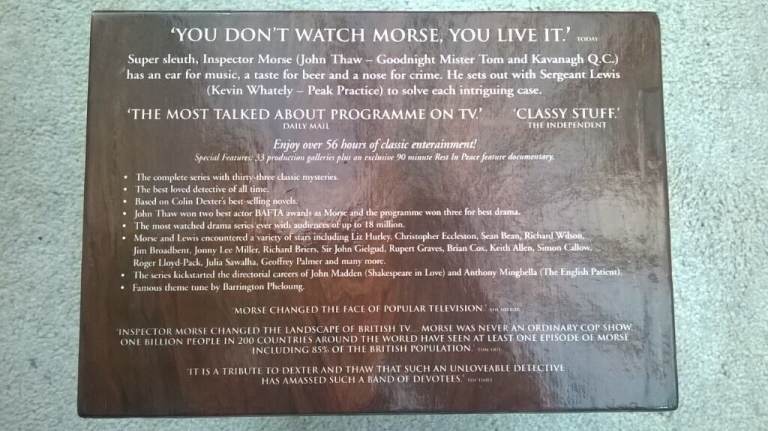 ‘YOU DON’T WATCH MORSE, YOU LIVE IT.’ TODAY
Super sleuth, Inspector Morse (John Thaw – Goodnight Mister Tom and Kavanagh Q.C.)
has an ear for music, a taste for beer and a nose for crime. He sets out with Sergeant Lewis
(Kevin Whately – Peak Practice) to solve each intriguing case.
‘THE MOST TALKED ABOUT PROGRAMME ON TV.’ ‘CLASSY STUFF.’
DAILY MAIL THE INDEPENDENT
Enjoy over 56 hours of classic enterainment!
Special Features: 33 production galleries plus an exclusive 90 minute Rest In Peace feature documentary.
• The complete series with thirty-three classic mysteries.
• The best loved detective of all time.
• Based on Colin Dexter’s best-selling novels.
• John Thaw won two best actor BAFTA awards as Morse and the programme won three for best drama.
• The most watched drama series ever with audiences of up to 18 million.
• Morse and Lewis encountered a variety of stars including Liz Hurley, Christopher Eccleston, Sean Bean, Richard Wilson,
Jim Broadbent, Jonny Lee Miller, Richard Briers, Sir John Gielgud, Rupert Graves, Brian Cox, Keith Allen, Simon Callow,
Roger Lloyd-Pack, Julia Sawalha, Geoffrey Palmer and many more.
• The series kickstarted the directorial careers of John Madden (Shakespeare in Love) and Anthony Minghella (The English Patient).
• Famous theme tune by Barrington Pheloung.
‘MORSE CHANGED THE FACE OF POPULAR TELEVISION.’ THE MIRROR
‘INSPECTOR MORSE CHANGED THE LANDSCAPE OF BRITISH TV... MORSE WAS NEVER AN ORDINARY COP SHOW.
ONE BILLION PEOPLE IN 200 COUNTRIES AROUND THE WORLD HAVE SEEN AT LEAST ONE EPISODE OF MORSE
INCLUDING 85% OF THE BRITISH POPULATION.’ TIME OUT
‘IT IS A TRIBUTE TO DEXTER AND THAW THAT SUCH AN UNLOVEABLE DETECTIVE
HAS AMASSED SUCH A BAND OF DEVOTEES.’ THE TIMES